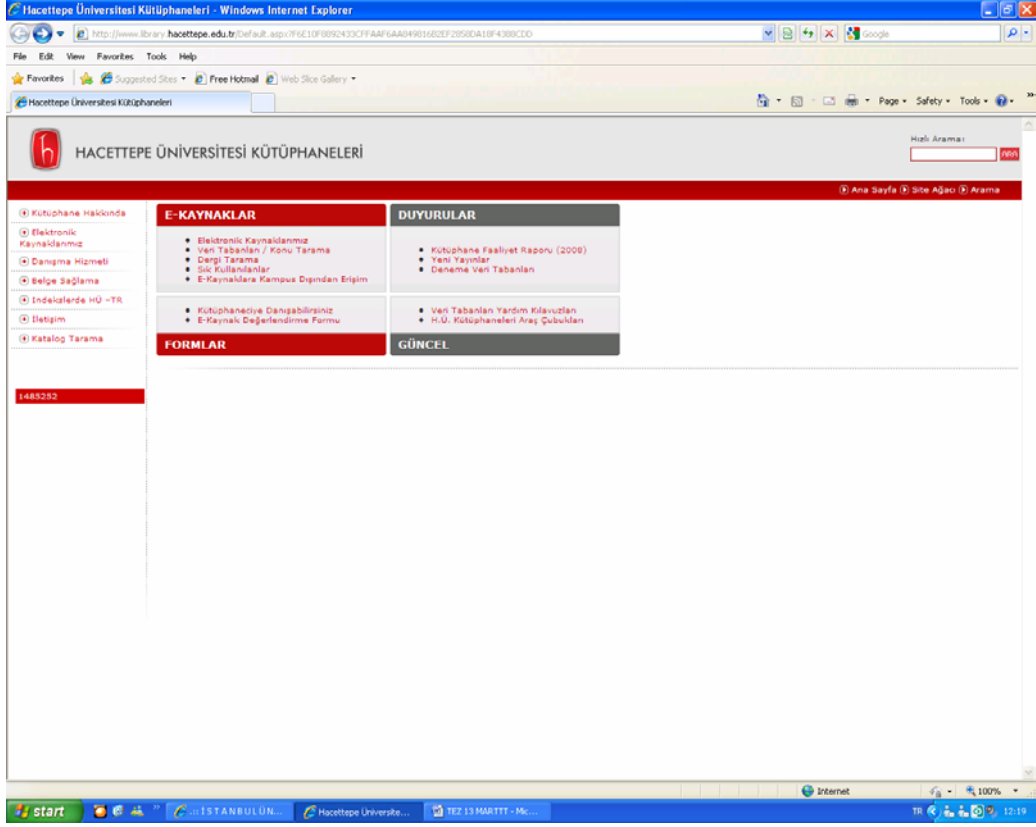 Hacettepe Üniversitesi Kütüphaneleri - Windows Internet Explorer
http://www.library.hacettepe.edu.tr/Default.aspx?
Google
File Edit View Favorites Tools Help
Favorites Suggested Sites Free Hotmail Web Slice Gallery
Hacettepe Üniversitesi Kütüphaneleri
Page Safety Tools
HACETTEPE ÜNİVERSİTESİ KÜTÜPHANELERİ
Hızlı Arama:
ARA
Ana Sayfa Site Ağacı Arama
Kütüphane Hakkında
Elektronik
Kaynaklarımız
Danışma Hizmeti
Belge Sağlama
Indekslerde HÜ -TR
İletişim
Katalog Tarama
1485252
E-KAYNAKLAR
Elektronik Kaynaklarımız
Veri Tabanları / Konu Tarama
Dergi Tarama
Sık Kullanılanlar
E-Kaynaklara Kampus Dışından Erişim
DUYURULAR
Kütüphane Faaliyet Raporu (2008)
Yeni Yayınlar
Deneme Veri Tabanları
Kütüphaneciye Danışabilirsiniz
E-Kaynak Değerlendirme Formu
FORMLAR
Veri Tabanları Yardım Kılavuzları
H.Ü. Kütüphaneleri Araç Çubukları
GÜNCEL
Internet
100%
start
.:::İSTANBULÜN...
Hacettepe Üniversite...
TEZ 13 MARTTT - Mic...
TR
12:19